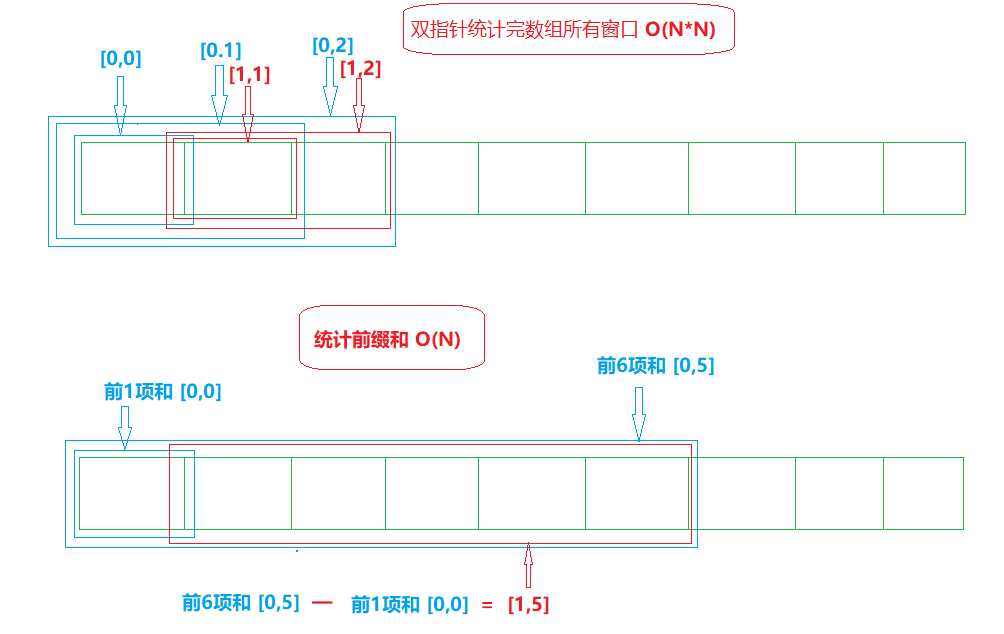 双指针统计完数组所有窗口 O(N*N)
[0,0]
[0.1]
[0,2]
[1,1]
[1,2]
统计前缀和 O(N)
前1项和 [0,0]
前6项和 [0,5]
前6项和 [0,5] — 前1项和 [0,0] = [1,5]